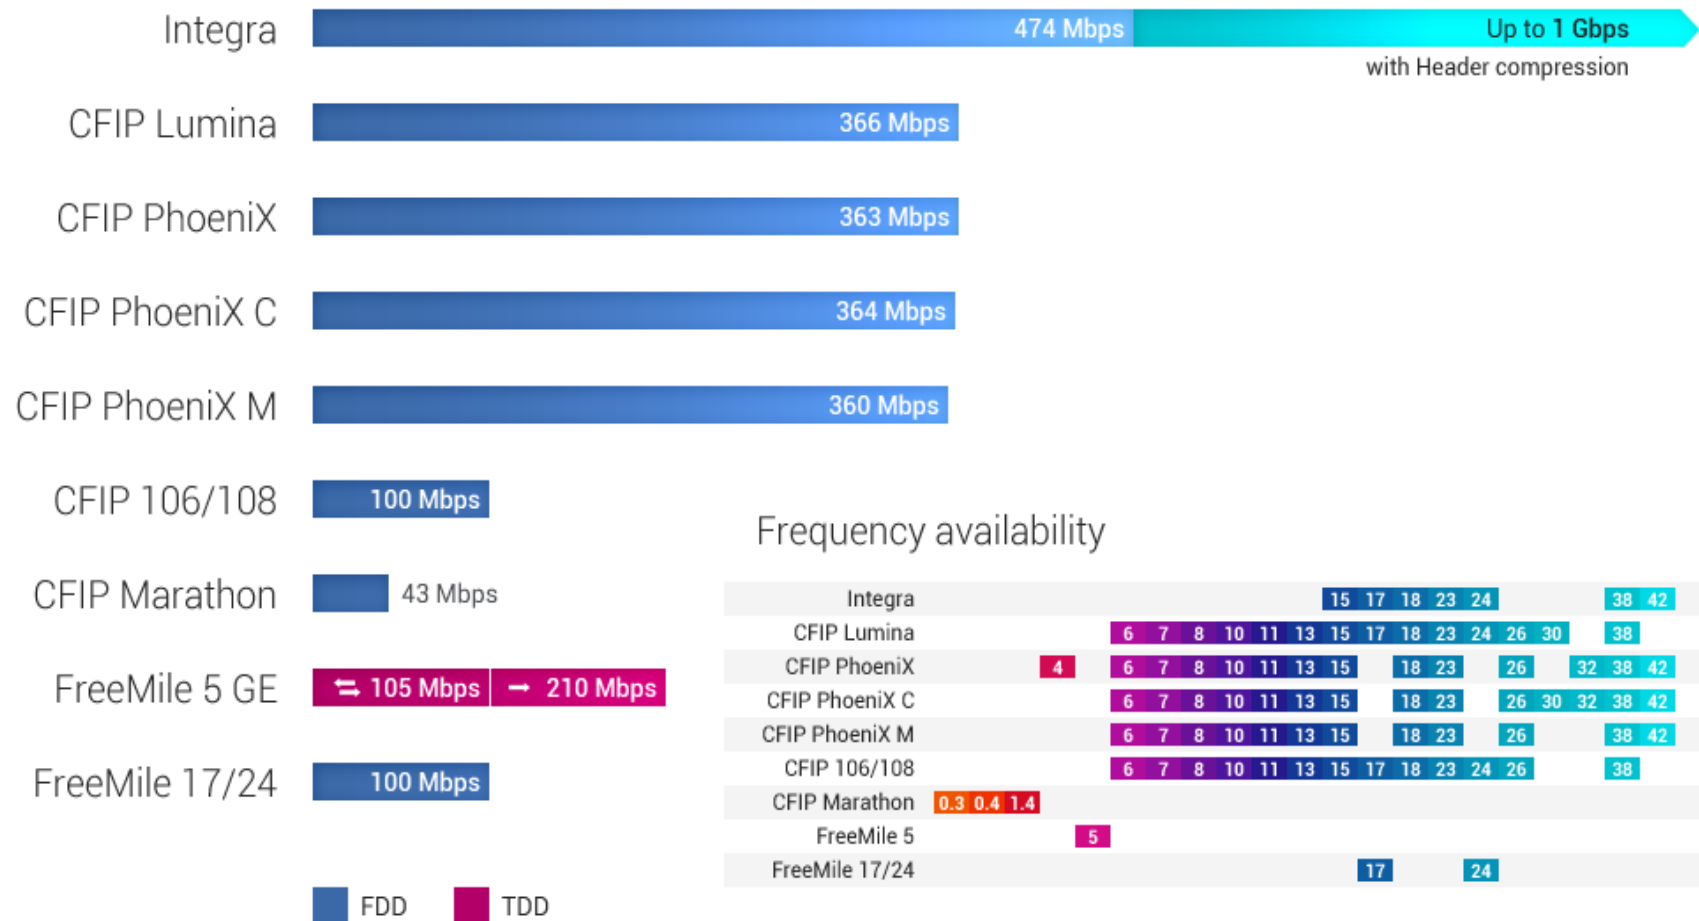 Integra 474 Mbps Up to 1 Gbps
with Header compression
CFIP Lumina 366 Mbps
CFIP PhoeniX 363 Mbps
CFIP PhoeniX C 364 Mbps
CFIP PhoeniX M 360 Mbps
CFIP 106/108 100 Mbps
CFIP Marathon 43 Mbps
FreeMile 5 GE ⇆ 105 Mbps → 210 Mbps
FreeMile 17/24 100 Mbps
FDD TDD
Frequency availability
Integra 15 17 18 23 24 38 42
CFIP Lumina 6 7 8 10 11 13 15 17 18 23 24 26 30 38
CFIP PhoeniX 4 6 7 8 10 11 13 15 18 23 26 32 38 42
CFIP PhoeniX C 6 7 8 10 11 13 15 18 23 26 30 32 38 42
CFIP PhoeniX M 6 7 8 10 11 13 15 18 23 26 38 42
CFIP 106/108 6 7 8 10 11 13 15 17 18 23 24 26 38
CFIP Marathon 0.3 0.4 1.4
FreeMile 5 5
FreeMile 17/24 17 24